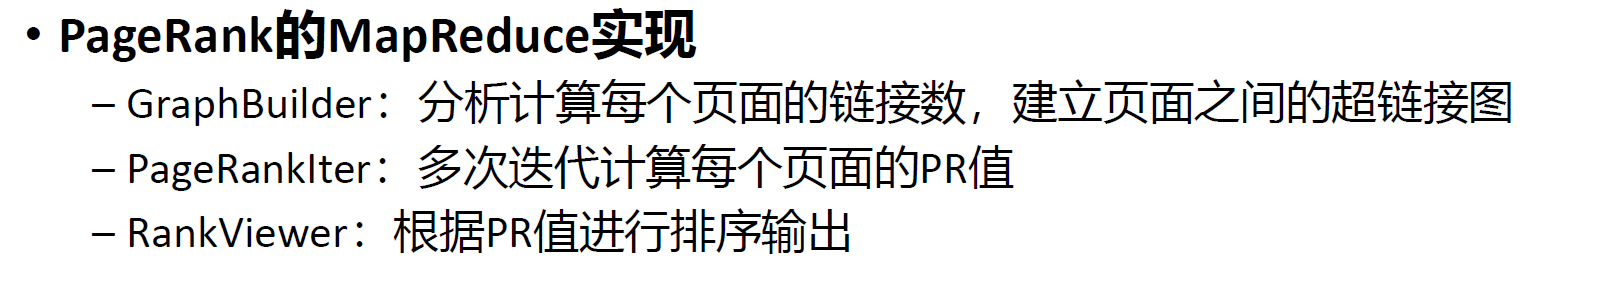 • PageRank的MapReduce实现
– GraphBuilder：分析计算每个页面的链接数，建立页面之间的超链接图
– PageRankIter：多次迭代计算每个页面的PR值
– RankViewer：根据PR值进行排序输出